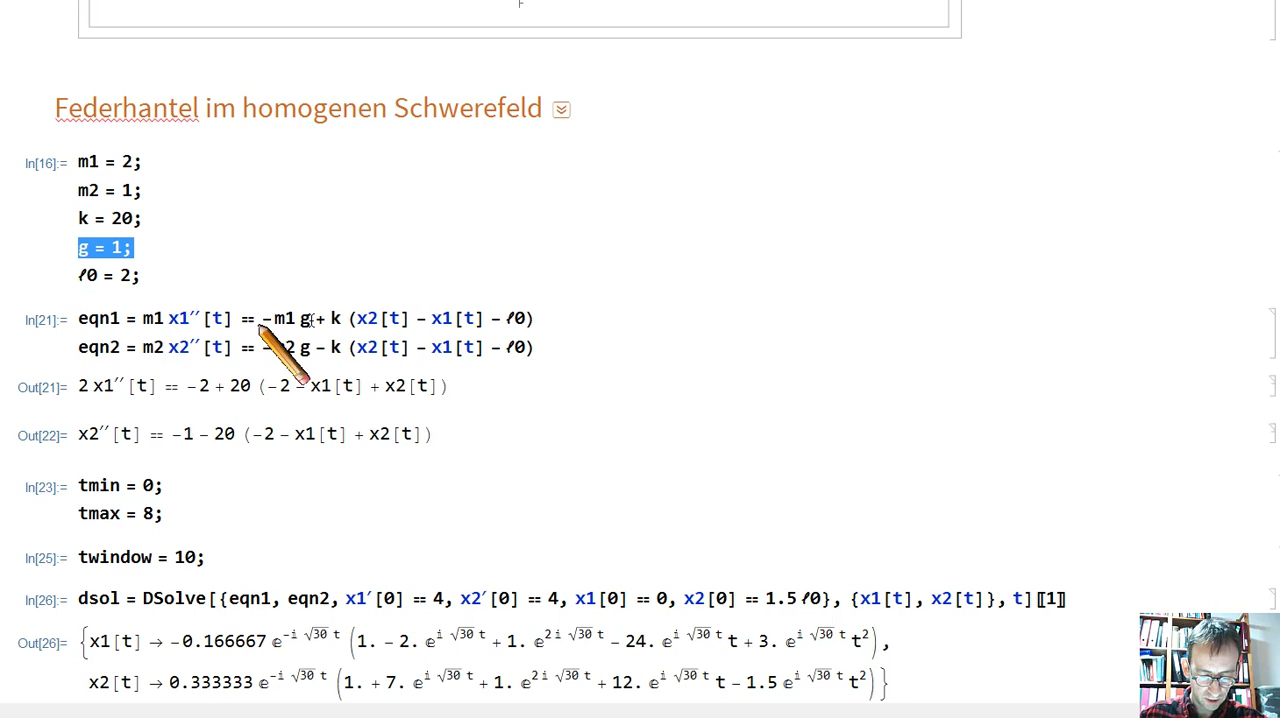 Federhantel im homogenen Schwerefeld
In[16]:= m1 = 2;
m2 = 1;
k = 20;
g = 1;
ℓ0 = 2;
In[21]:= eqn1 = m1 x1′′[t] == -m1 g + k (x2[t] - x1[t] - ℓ0)
eqn2 = m2 x2′′[t] == - 2 g - k (x2[t] - x1[t] - ℓ0)
Out[21]= 2 x1′′[t] == -2 + 20 (-2 - x1[t] + x2[t])
Out[22]= x2′′[t] == -1 - 20 (-2 - x1[t] + x2[t])
In[23]:= tmin = 0;
tmax = 8;
In[25]:= twindow = 10;
In[26]:= dsol = DSolve[{eqn1, eqn2, x1′[0] == 4, x2′[0] == 4, x1[0] == 0, x2[0] == 1.5 ℓ0}, {x1[t], x2[t]}, t]⟦1⟧
Out[26]= {x1[t] → -0.166667 ⅇ^(-ⅈ √30 t) (1. - 2. ⅇ^(ⅈ √30 t) + 1. ⅇ^(2 ⅈ √30 t) - 24. ⅇ^(ⅈ √30 t) t + 3. ⅇ^(ⅈ √30 t) t²),
x2[t] → 0.333333 ⅇ^(-ⅈ √30 t) (1. + 7. ⅇ^(ⅈ √30 t) + 1. ⅇ^(2 ⅈ √30 t) + 12. ⅇ^(ⅈ √30 t) t - 1.5 ⅇ^(ⅈ √30 t) t²)}